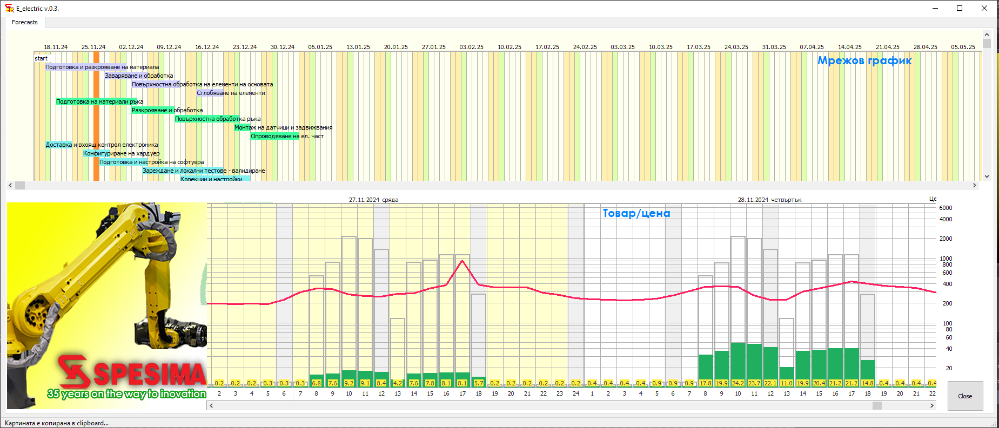 E_electric v.0.3.
Forecasts
18.11.24 25.11.24 02.12.24 09.12.24 16.12.24 23.12.24 30.12.24 06.01.25 13.01.25 20.01.25 27.01.25 03.02.25 10.02.25 17.02.25 24.02.25 03.03.25 10.03.25 17.03.25 24.03.25 31.03.25 07.04.25 14.04.25 21.04.25 28.04.25 05.05.25
start
Мрежов график
Подготовка и разкрояване на материала
Заваряване и обработка
Повърхностна обработка на елементи на основата
Сглобяване на елементи
Подготовка на материали ръка
Разкрояване и обработка
Повърхностна обработка ръка
Монтаж на датчици и задвижвания
Опроводяване на ел. част
Доставка и входящ контрол електроника
Конфигуриране на хардуер
Подготовка и настройка на софтуера
Зареждане и локални тестове - валидиране
Корекции и настройки
27.11.2024 сряда 28.11.2024 четвъртък Це
Товар/цена
6000
4000
2000
1000
800
600
400
200
100
80
60
40
20
0.2 0.2 0.2 0.3 0.3 0.3 6.8 7.6 9.2 9.1 8.4 4.2 7.6 7.8 8.1 8.1 5.7 0.2 0.2 0.2 0.2 0.2 0.2 0.4 0.4 0.4 0.4 0.9 0.9 0.9 17.8 19.9 24.2 23.7 22.1 11.0 19.9 20.4 21.2 21.2 14.8 0.4 0.4 0.4 0.4
2 3 4 5 6 7 8 9 10 11 12 13 14 15 16 17 18 19 20 21 22 23 24 1 2 3 4 5 6 7 8 9 10 11 12 13 14 15 16 17 18 19 20 21 22
SPESIMA
35 years on the way to inovation
Close
Картината е копирана в clipboard...